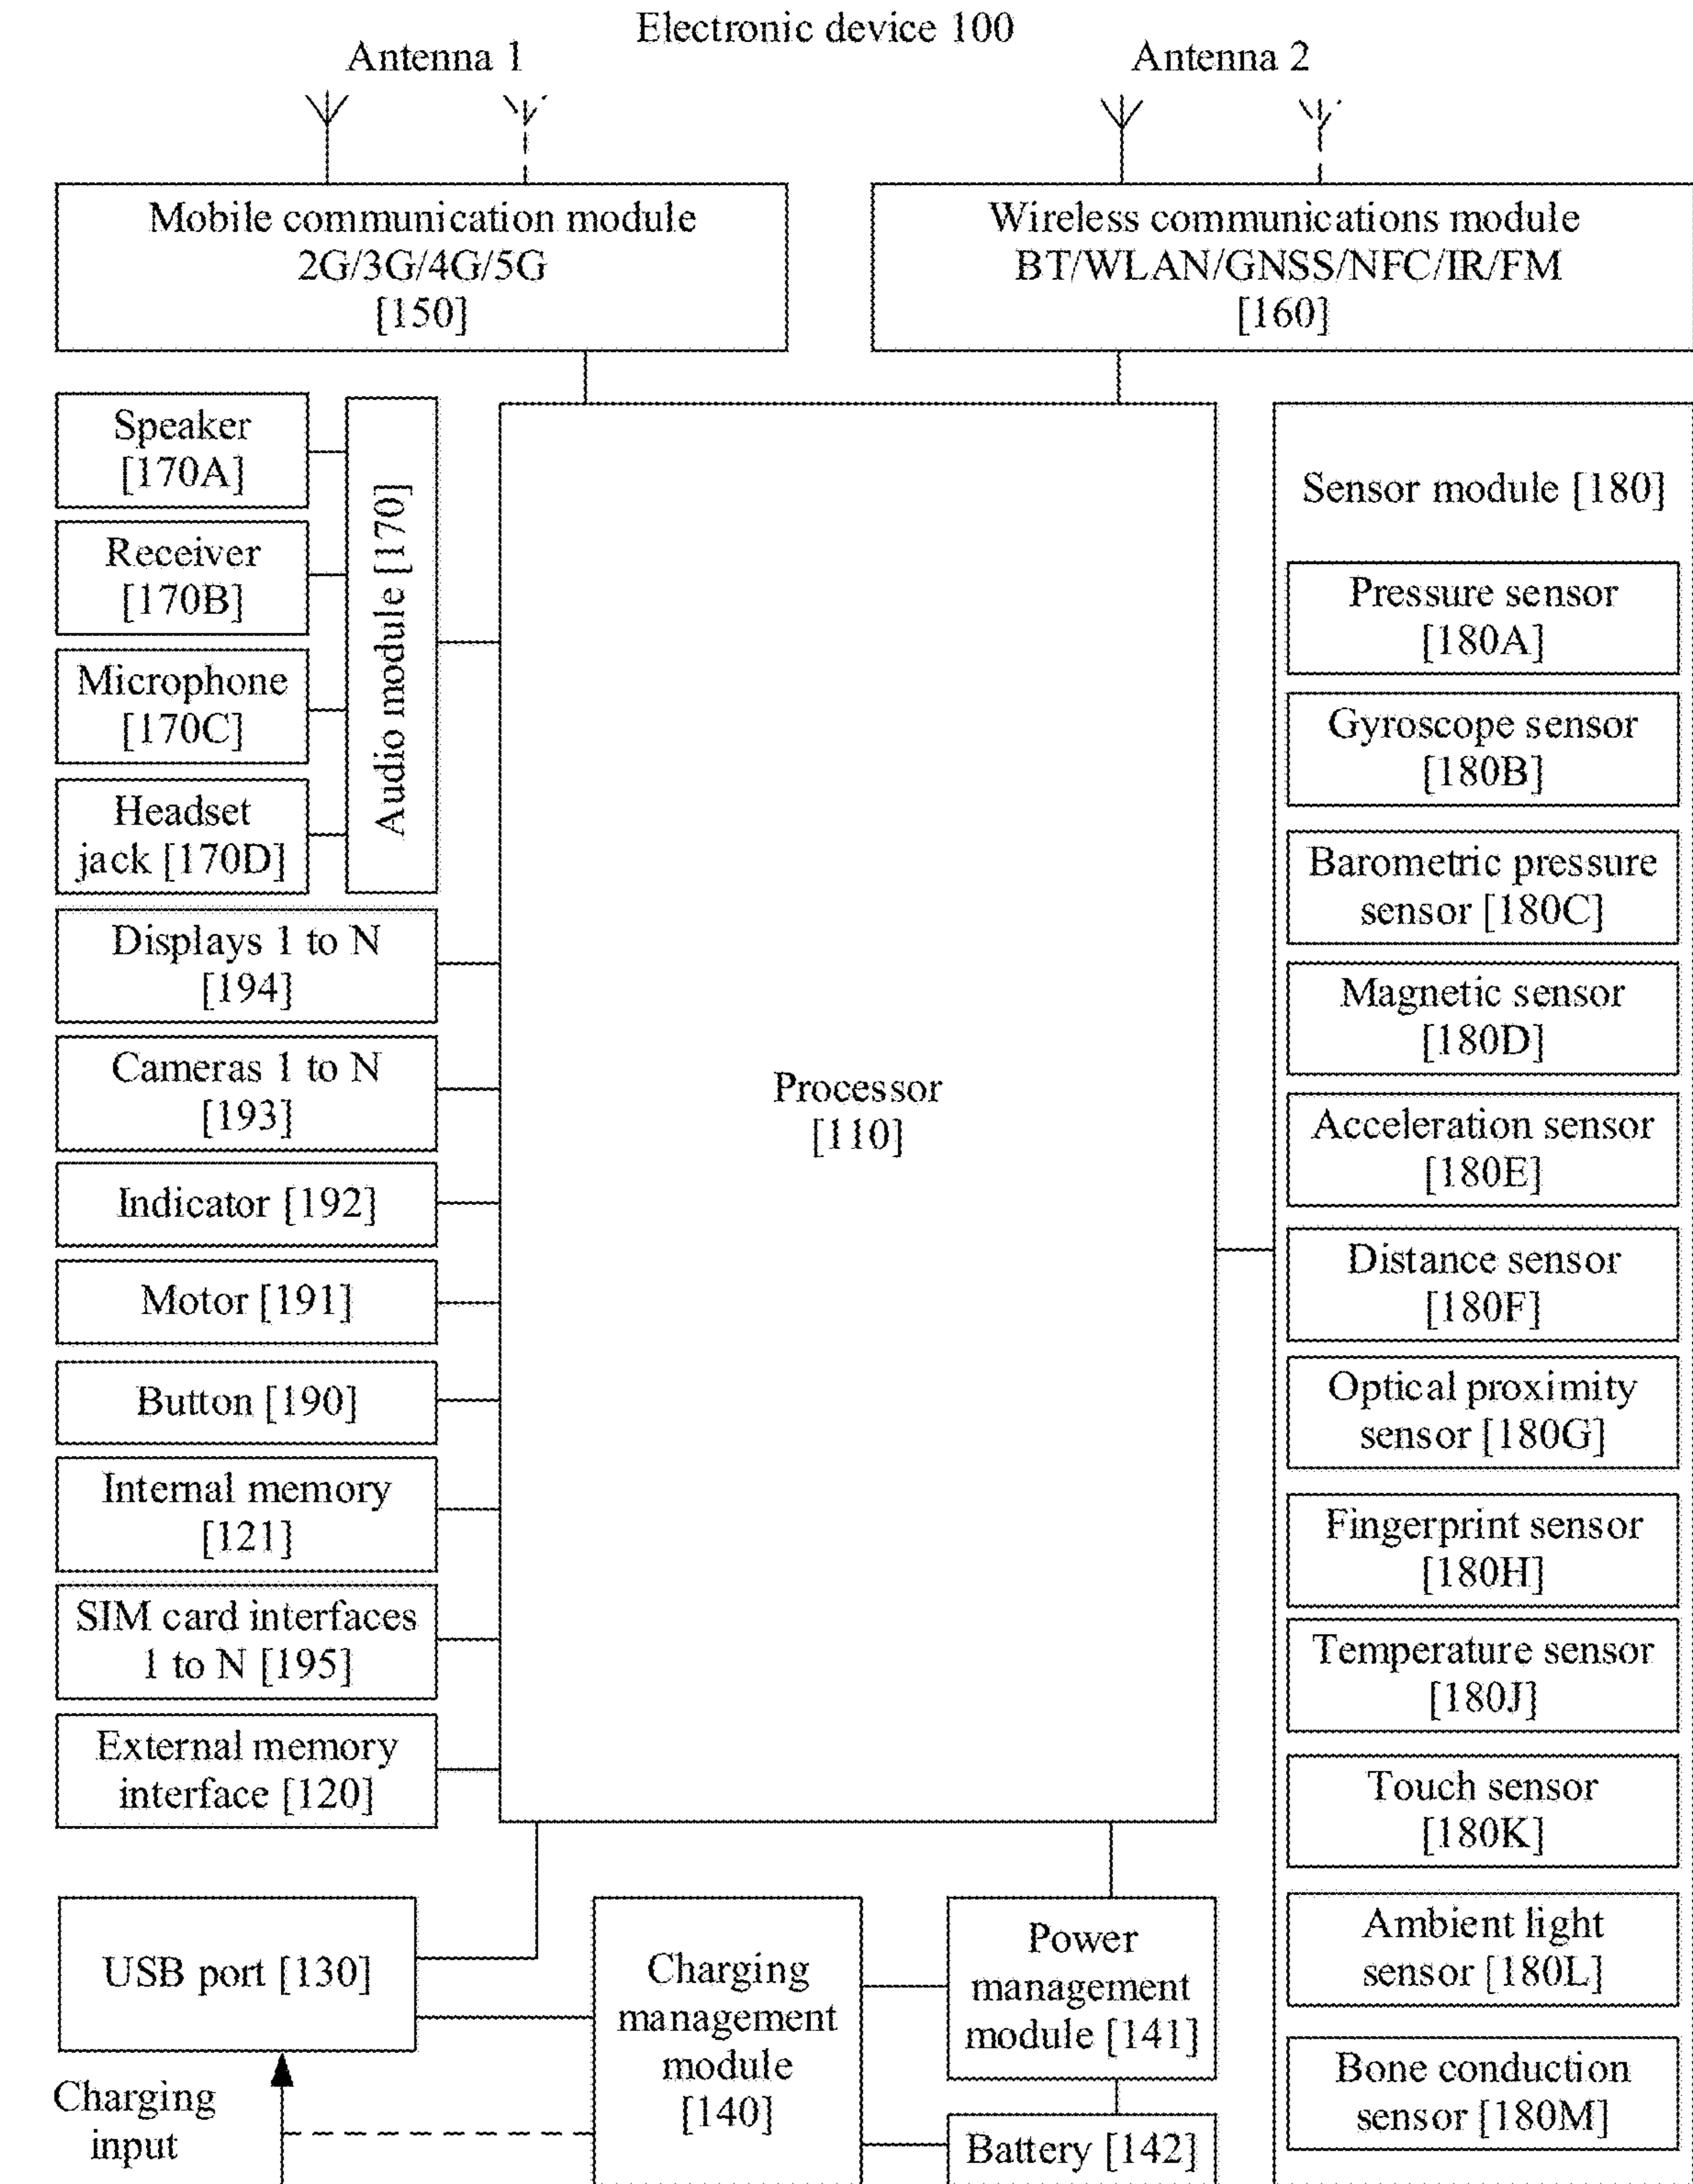 Electronic device 100
Antenna 1
Antenna 2
Mobile communication module
2G/3G/4G/5G
[150]
Wireless communications module
BT/WLAN/GNSS/NFC/IR/FM
[160]
Speaker
[170A]
Receiver
[170B]
Microphone
[170C]
Headset
jack [170D]
Audio module [170]
Displays 1 to N
[194]
Cameras 1 to N
[193]
Indicator [192]
Motor [191]
Button [190]
Internal memory
[121]
SIM card interfaces
1 to N [195]
External memory
interface [120]
Processor
[110]
Sensor module [180]
Pressure sensor
[180A]
Gyroscope sensor
[180B]
Barometric pressure
sensor [180C]
Magnetic sensor
[180D]
Acceleration sensor
[180E]
Distance sensor
[180F]
Optical proximity
sensor [180G]
Fingerprint sensor
[180H]
Temperature sensor
[180J]
Touch sensor
[180K]
Ambient light
sensor [180L]
Bone conduction
sensor [180M]
USB port [130]
Charging
input
Charging
management
module
[140]
Power
management
module [141]
Battery [142]